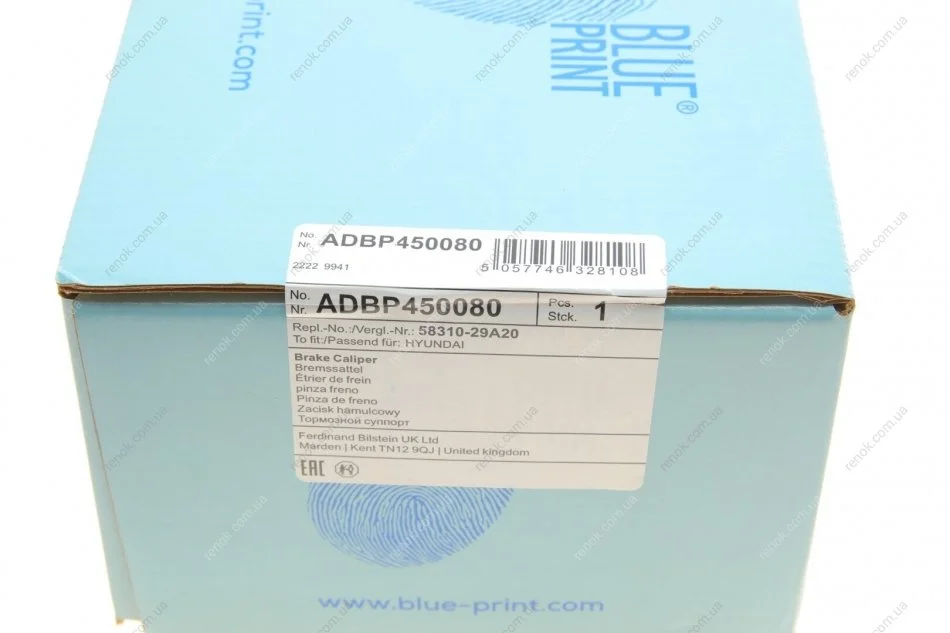 print.com
BLUE
PRINT®
No.
Nr. ADBP450080
2222 9941
5 057746 328108
No.
Nr. ADBP450080
Pcs.
Stck. 1
Repl.-No.:/Vergl.-Nr.: 58310-29A20
To fit:/Passend für: HYUNDAI
Brake Caliper
Bremssattel
Étrier de frein
pinza freno
Pinza de freno
Zacisk hamulcowy
Тормозной суппорт
Ferdinand Bilstein UK Ltd
Marden | Kent TN12 9QJ | United kingdom
EAC
www.blue-print.com
renok.com.ua